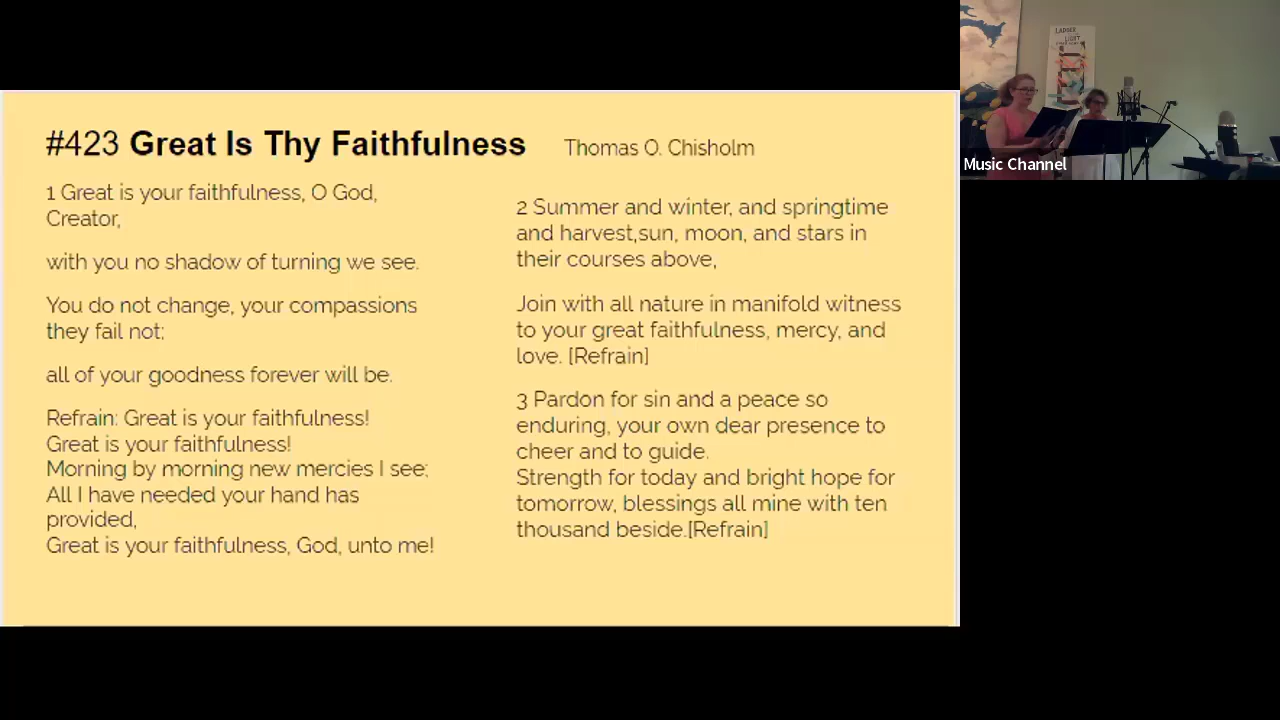 #423 Great Is Thy Faithfulness Thomas O. Chisholm
1 Great is your faithfulness, O God,
Creator,
with you no shadow of turning we see.
You do not change, your compassions
they fail not;
all of your goodness forever will be.
Refrain: Great is your faithfulness!
Great is your faithfulness!
Morning by morning new mercies I see;
All I have needed your hand has
provided,
Great is your faithfulness, God, unto me!
2 Summer and winter, and springtime
and harvest,sun, moon, and stars in
their courses above,
Join with all nature in manifold witness
to your great faithfulness, mercy, and
love. [Refrain]
3 Pardon for sin and a peace so
enduring, your own dear presence to
cheer and to guide.
Strength for today and bright hope for
tomorrow, blessings all mine with ten
thousand beside.[Refrain]
LADDER
LIGHT
Music Channel